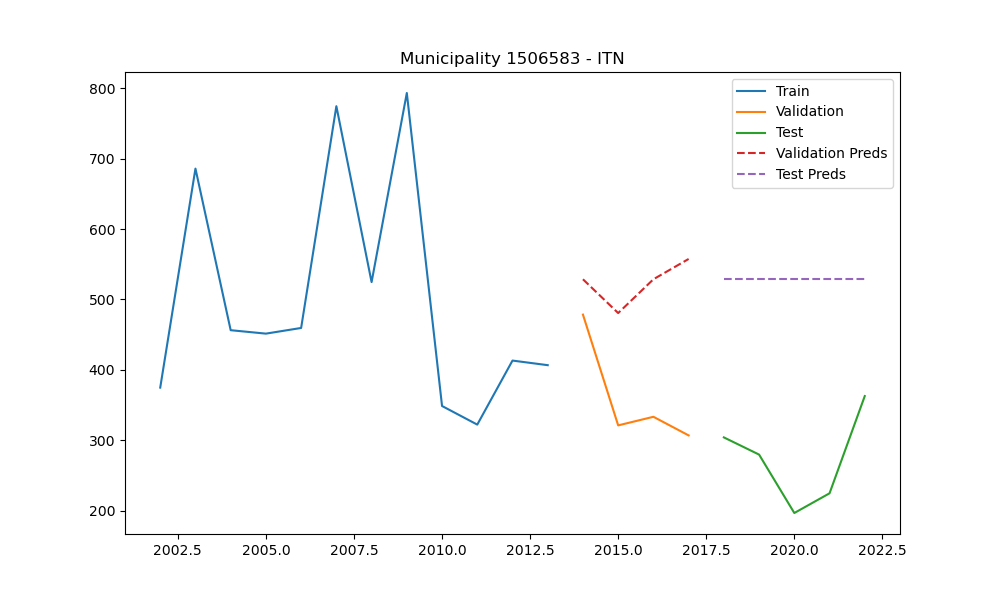 Municipality 1506583 - ITN
800
700
600
500
400
300
200
2002.5 2005.0 2007.5 2010.0 2012.5 2015.0 2017.5 2020.0 2022.5
Train
Validation
Test
Validation Preds
Test Preds